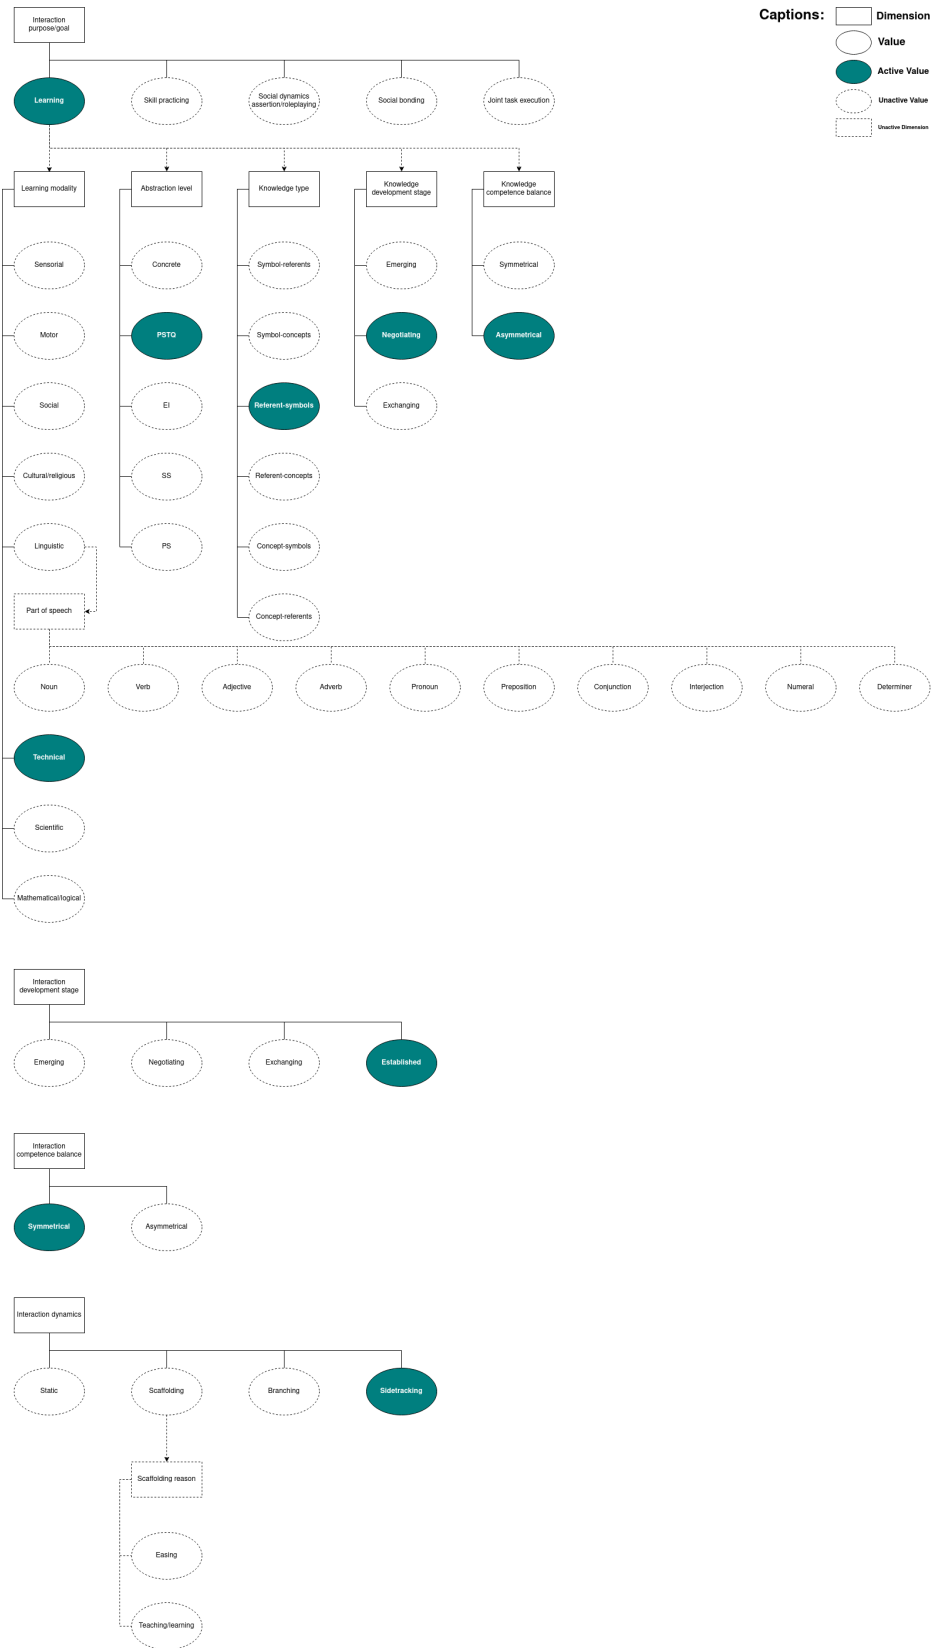 Interaction
purpose/goal
Captions:
Dimension
Value
Active Value
Unactive Value
Unactive Dimension
Learning
Skill practicing
Social dynamics
assertion/roleplaying
Social bonding
Joint task execution
Learning modality
Abstraction level
Knowledge type
Knowledge
development stage
Knowledge
competence balance
Sensorial
Concrete
Symbol-referents
Emerging
Symmetrical
Motor
PSTQ
Symbol-concepts
Negotiating
Asymmetrical
Social
EI
Referent-symbols
Exchanging
Cultural/religious
SS
Referent-concepts
Linguistic
PS
Concept-symbols
Part of speech
Concept-referents
Noun
Verb
Adjective
Adverb
Pronoun
Preposition
Conjunction
Interjection
Numeral
Determiner
Technical
Scientific
Mathematical/logical
Interaction
development stage
Emerging
Negotiating
Exchanging
Established
Interaction
competence balance
Symmetrical
Asymmetrical
Interaction dynamics
Static
Scaffolding
Branching
Sidetracking
Scaffolding reason
Easing
Teaching/learning